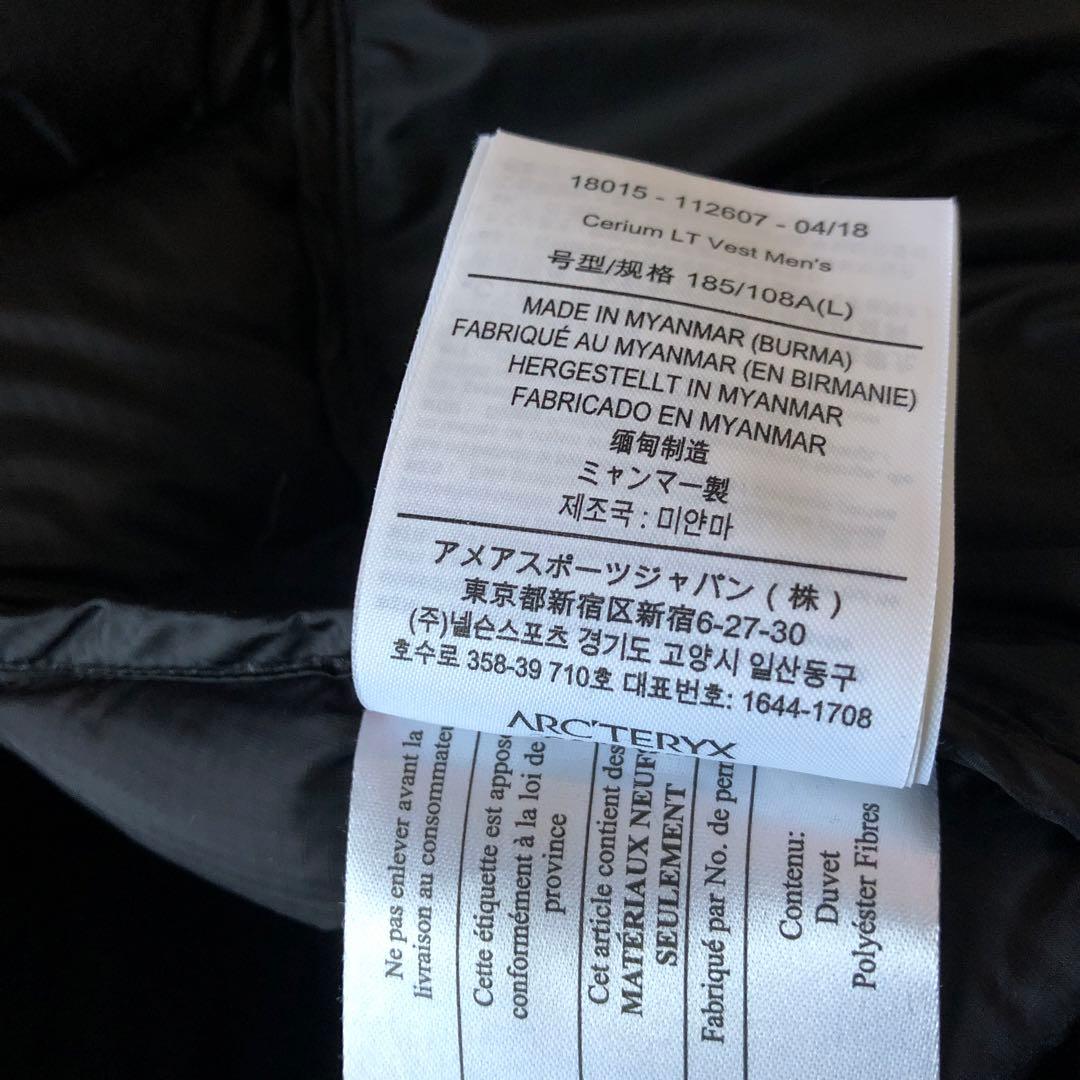 18015 - 112607 - 04/18
Cerium LT Vest Men's
号型/规格 185/108A(L)
MADE IN MYANMAR (BURMA)
FABRIQUÉ AU MYANMAR (EN BIRMANIE)
HERGESTELLT IN MYANMAR
FABRICADO EN MYANMAR
缅甸制造
ミャンマー製
제조국 : 미얀마
アメアスポーツジャパン ( 株 )
東京都新宿区新宿6-27-30
(주)넬슨스포츠 경기도 고양시 일산동구
호수로 358-39 710호 대표번호: 1644-1708
ARC'TERYX
Ne pas enlever avant la
livraison au consommateur
Cette étiquette est
conformément à la loi de
province
Cet article contient des
MATÉRIAUX NEUFS
SEULEMENT
Fabriqué par No. de
Contenu:
Duvet
Polyéster Fibres